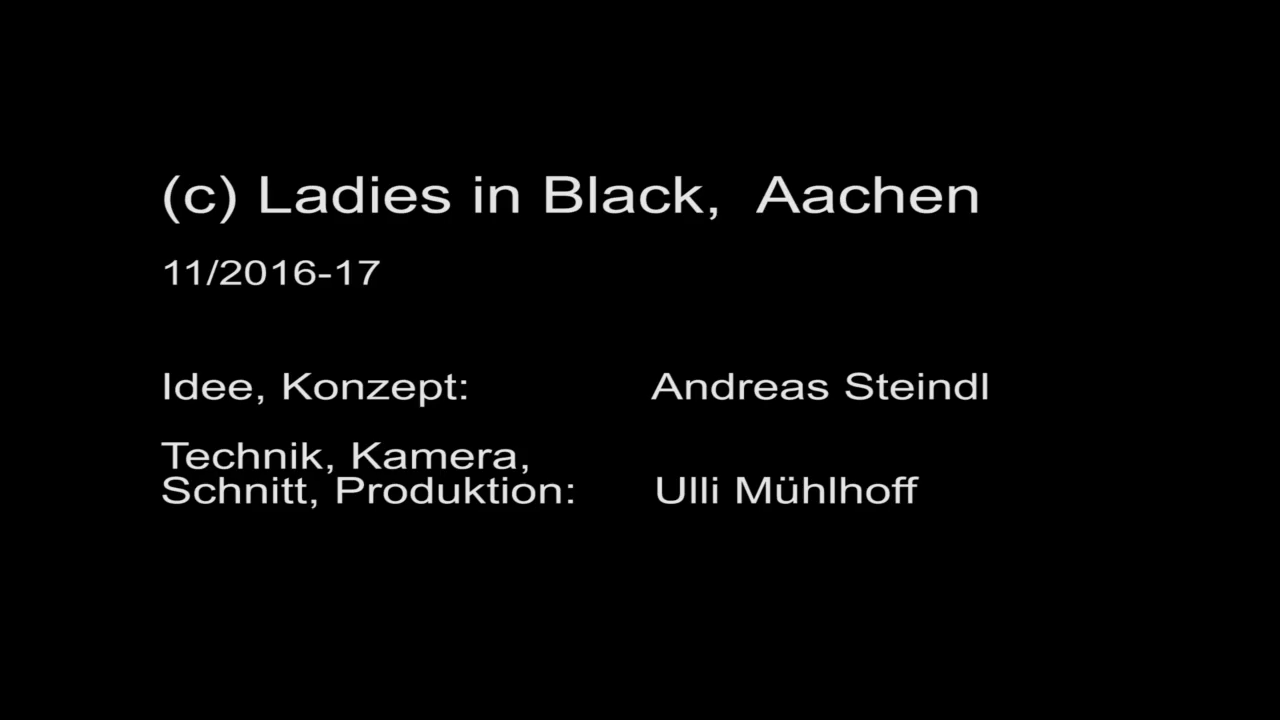 (c) Ladies in Black, Aachen
11/2016-17
Idee, Konzept: Andreas Steindl
Technik, Kamera,
Schnitt, Produktion: Ulli Mühlhoff